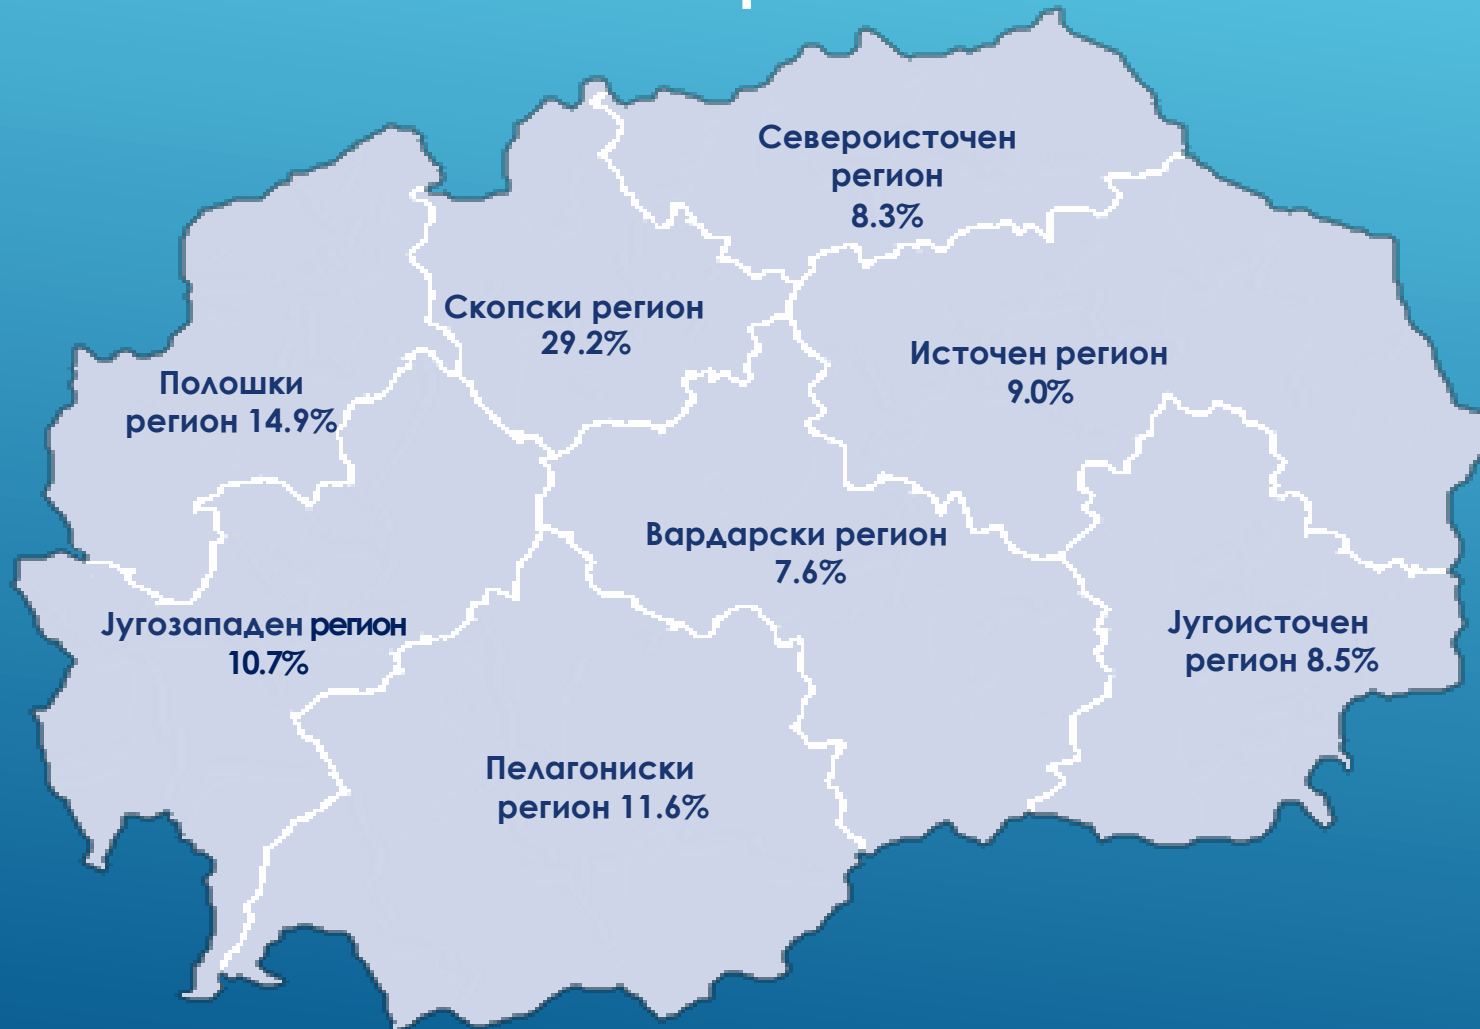 Североисточен
регион
8.3%
Скопски регион
29.2%
Источен регион
9.0%
Полошки
регион 14.9%
Вардарски регион
7.6%
Југозападен регион
10.7%
Југоисточен
регион 8.5%
Пелагониски
регион 11.6%